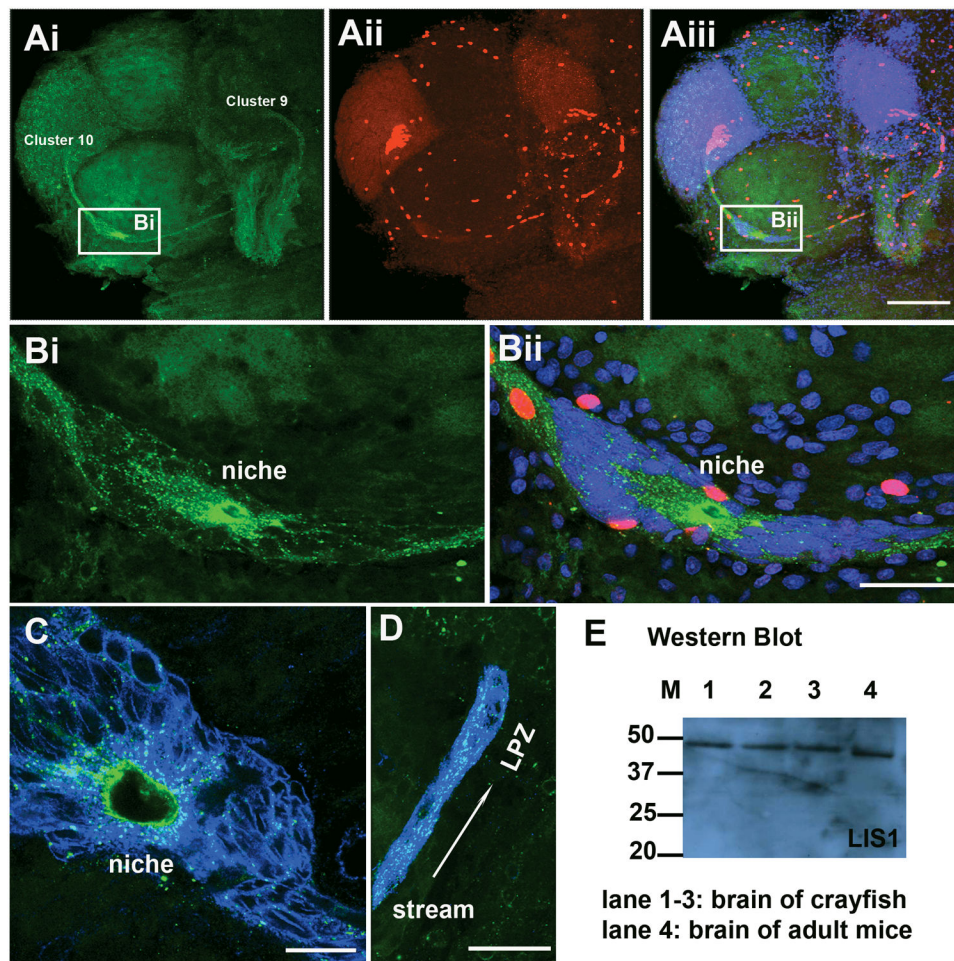 Ai
Aii
Aiii
Cluster 9
Cluster 10
Bi
Bii
Bi
Bii
niche
niche
C
D
E Western Blot
M 1 2 3 4
50
37
25
20
LIS1
LPZ
niche
stream
lane 1-3: brain of crayfish
lane 4: brain of adult mice